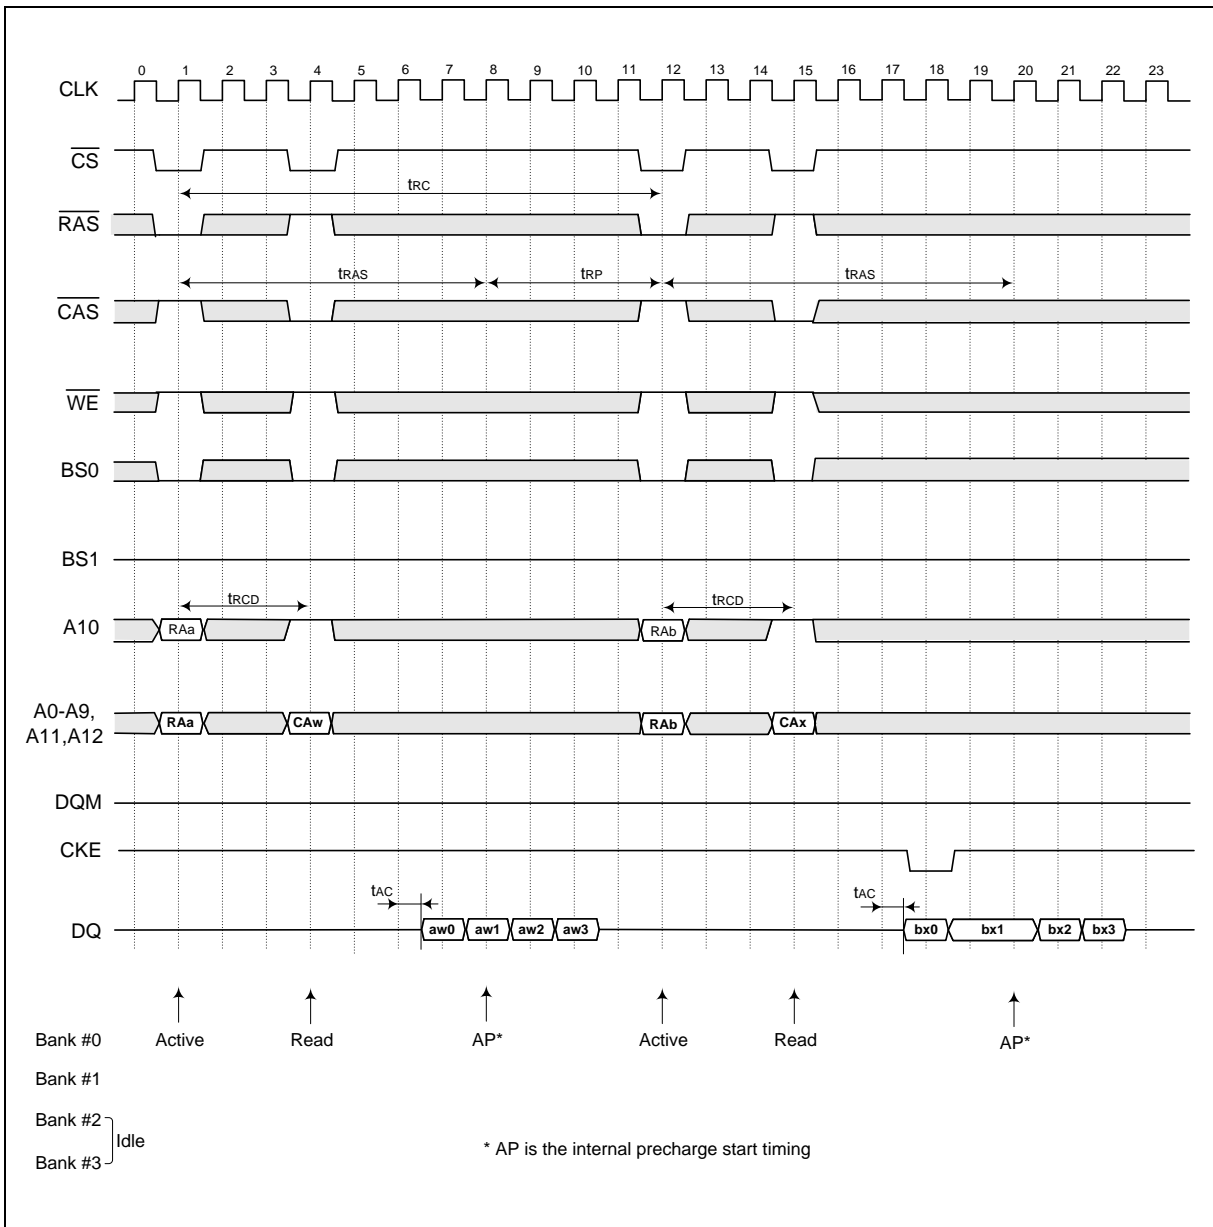 0 1 2 3 4 5 6 7 8 9 10 11 12 13 14 15 16 17 18 19 20 21 22 23
CLK
CS
tRC
RAS
tRAS tRP tRAS
CAS
WE
BS0
BS1
tRCD tRCD
A10 RAa RAb
A0-A9,
A11,A12
RAa CAw RAb CAx
DQM
CKE
tAC tAC
DQ aw0 aw1 aw2 aw3 bx0 bx1 bx2 bx3
Bank #0 Active Read AP* Active Read AP*
Bank #1
Bank #2
Idle
Bank #3
* AP is the internal precharge start timing